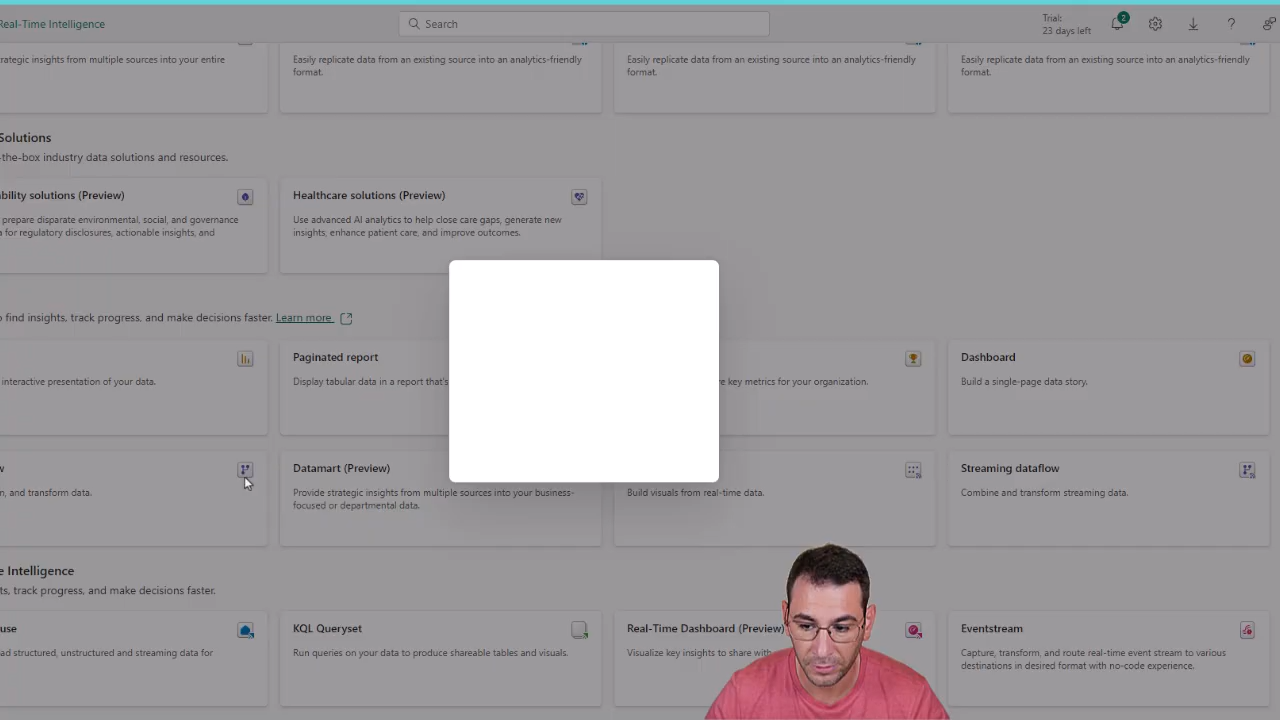 Real-Time Intelligence
Search
Trial:
23 days left
2
rategic insights from multiple sources into your entire
Easily replicate data from an existing source into an analytics-friendly
format.
Easily replicate data from an existing source into an analytics-friendly
format.
Easily replicate data from an existing source into an analytics-friendly
format.
Solutions
-the-box industry data solutions and resources.
bility solutions (Preview)
prepare disparate environmental, social, and governance
a for regulatory disclosures, actionable insights, and
Healthcare solutions (Preview)
Use advanced AI analytics to help close care gaps, generate new
insights, enhance patient care, and improve outcomes.
o find insights, track progress, and make decisions faster. Learn more
interactive presentation of your data.
Paginated report
Display tabular data in a report that's
re key metrics for your organization.
Dashboard
Build a single-page data story.
w
n, and transform data.
Datamart (Preview)
Provide strategic insights from multiple sources into your business-
focused or departmental data.
Build visuals from real-time data.
Streaming dataflow
Combine and transform streaming data.
e Intelligence
ts, track progress, and make decisions faster.
use
ad structured, unstructured and streaming data for
KQL Queryset
Run queries on your data to produce shareable tables and visuals.
Real-Time Dashboard (Preview)
Visualize key insights to share with
Eventstream
Capture, transform, and route real-time event stream to various
destinations in desired format with no-code experience.